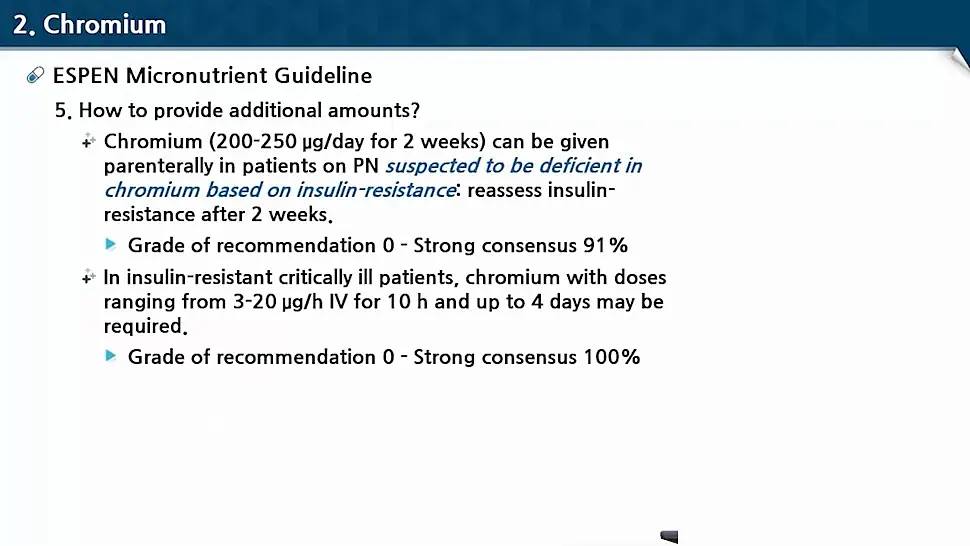 2. Chromium
ESPEN Micronutrient Guideline
5. How to provide additional amounts?
Chromium (200-250 µg/day for 2 weeks) can be given
parenterally in patients on PN suspected to be deficient in
chromium based on insulin-resistance: reassess insulin-
resistance after 2 weeks.
Grade of recommendation 0 - Strong consensus 91%
In insulin-resistant critically ill patients, chromium with doses
ranging from 3-20 µg/h IV for 10 h and up to 4 days may be
required.
Grade of recommendation 0 - Strong consensus 100%